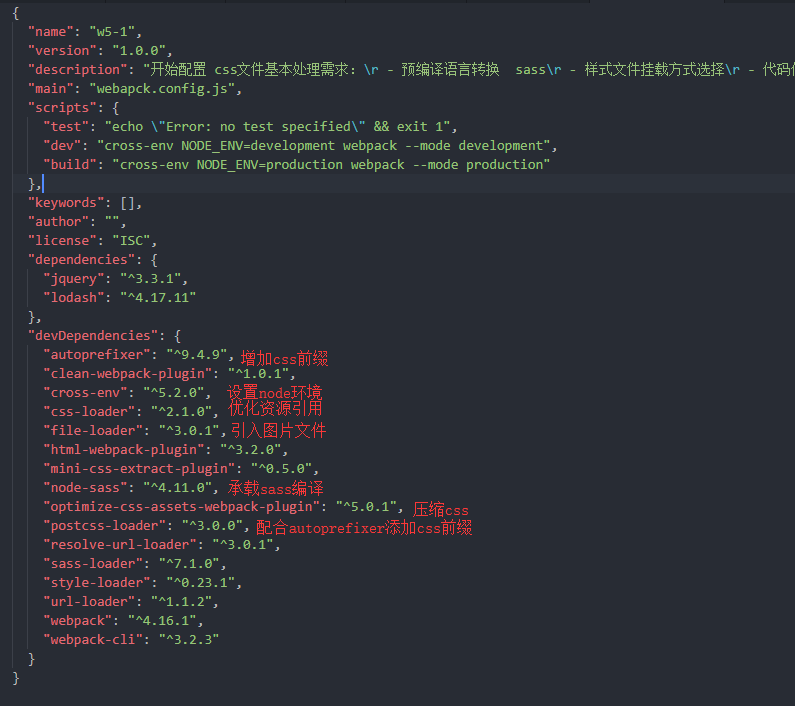 {
"name": "w5-1",
"version": "1.0.0",
"description": "开始配置 css文件基本处理需求：\r - 预编译语言转换  sass\r - 样式文件挂载方式选择\r - 代码
"main": "webapck.config.js",
"scripts": {
"test": "echo \"Error: no test specified\" && exit 1",
"dev": "cross-env NODE_ENV=development webpack --mode development",
"build": "cross-env NODE_ENV=production webpack --mode production"
},
"keywords": [],
"author": "",
"license": "ISC",
"dependencies": {
"jquery": "^3.3.1",
"lodash": "^4.17.11"
},
"devDependencies": {
"autoprefixer": "^9.4.9", 增加css前缀
"clean-webpack-plugin": "^1.0.1",
"cross-env": "^5.2.0", 设置node环境
"css-loader": "^2.1.0", 优化资源引用
"file-loader": "^3.0.1", 引入图片文件
"html-webpack-plugin": "^3.2.0",
"mini-css-extract-plugin": "^0.5.0",
"node-sass": "^4.11.0", 承载sass编译
"optimize-css-assets-webpack-plugin": "^5.0.1", 压缩css
"postcss-loader": "^3.0.0", 配合autoprefixer添加css前缀
"resolve-url-loader": "^3.0.1",
"sass-loader": "^7.1.0",
"style-loader": "^0.23.1",
"url-loader": "^1.1.2",
"webpack": "^4.16.1",
"webpack-cli": "^3.2.3"
}
}